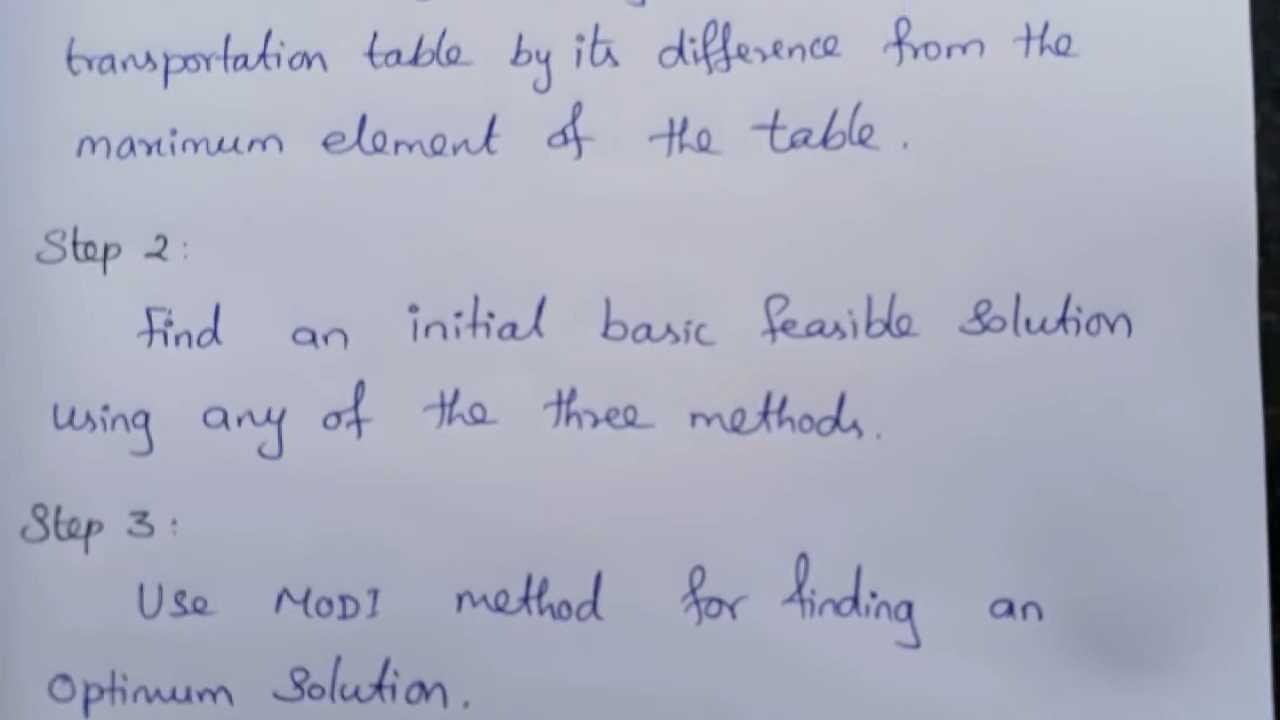 transportation table by its difference from the
maximum element of the table.
Step 2:
Find an initial basic feasible solution
using any of the three methods.
Step 3:
Use MODI method for finding an
Optimum Solution.